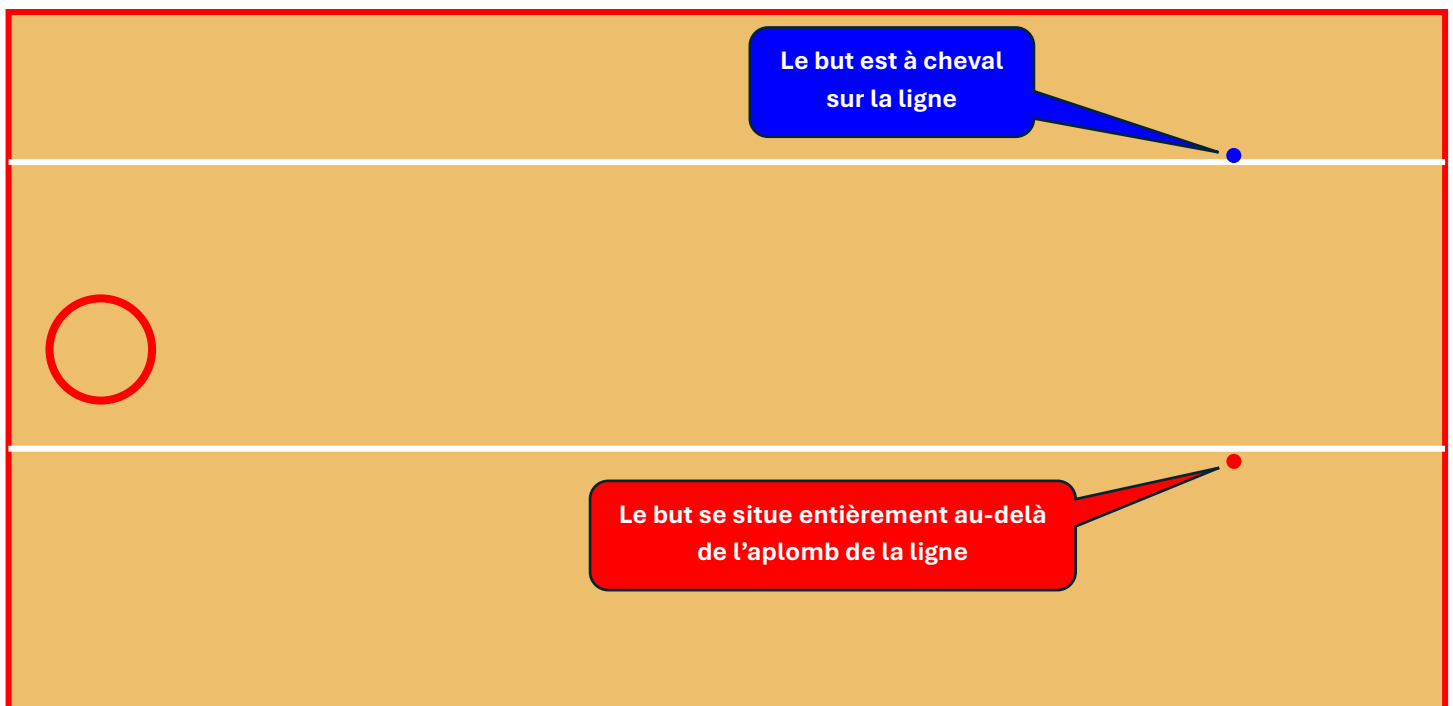 Le but est à cheval
sur la ligne
Le but se situe entièrement au-delà
de l’aplomb de la ligne